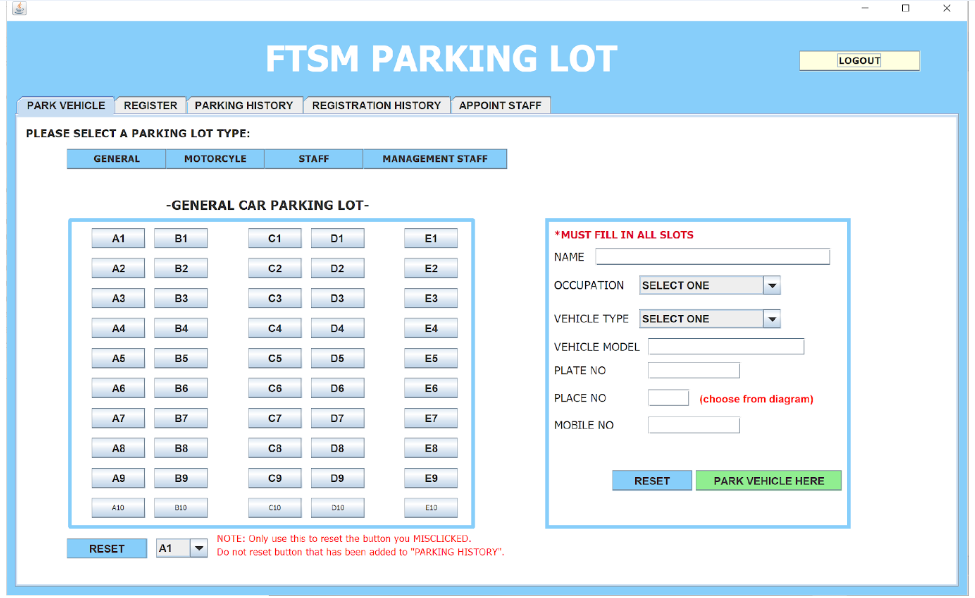 FTSM PARKING LOT
LOGOUT
PARK VEHICLE REGISTER PARKING HISTORY REGISTRATION HISTORY APPOINT STAFF
PLEASE SELECT A PARKING LOT TYPE:
GENERAL MOTORCYLE STAFF MANAGEMENT STAFF
-GENERAL CAR PARKING LOT-
A1 B1 C1 D1 E1
A2 B2 C2 D2 E2
A3 B3 C3 D3 E3
A4 B4 C4 D4 E4
A5 B5 C5 D5 E5
A6 B6 C6 D6 E6
A7 B7 C7 D7 E7
A8 B8 C8 D8 E8
A9 B9 C9 D9 E9
A10 B10 C10 D10 E10
RESET A1
NOTE: Only use this to reset the button you MISCLICKED.
Do not reset button that has been added to "PARKING HISTORY".
*MUST FILL IN ALL SLOTS
NAME
OCCUPATION SELECT ONE
VEHICLE TYPE SELECT ONE
VEHICLE MODEL
PLATE NO
PLACE NO (choose from diagram)
MOBILE NO
RESET PARK VEHICLE HERE